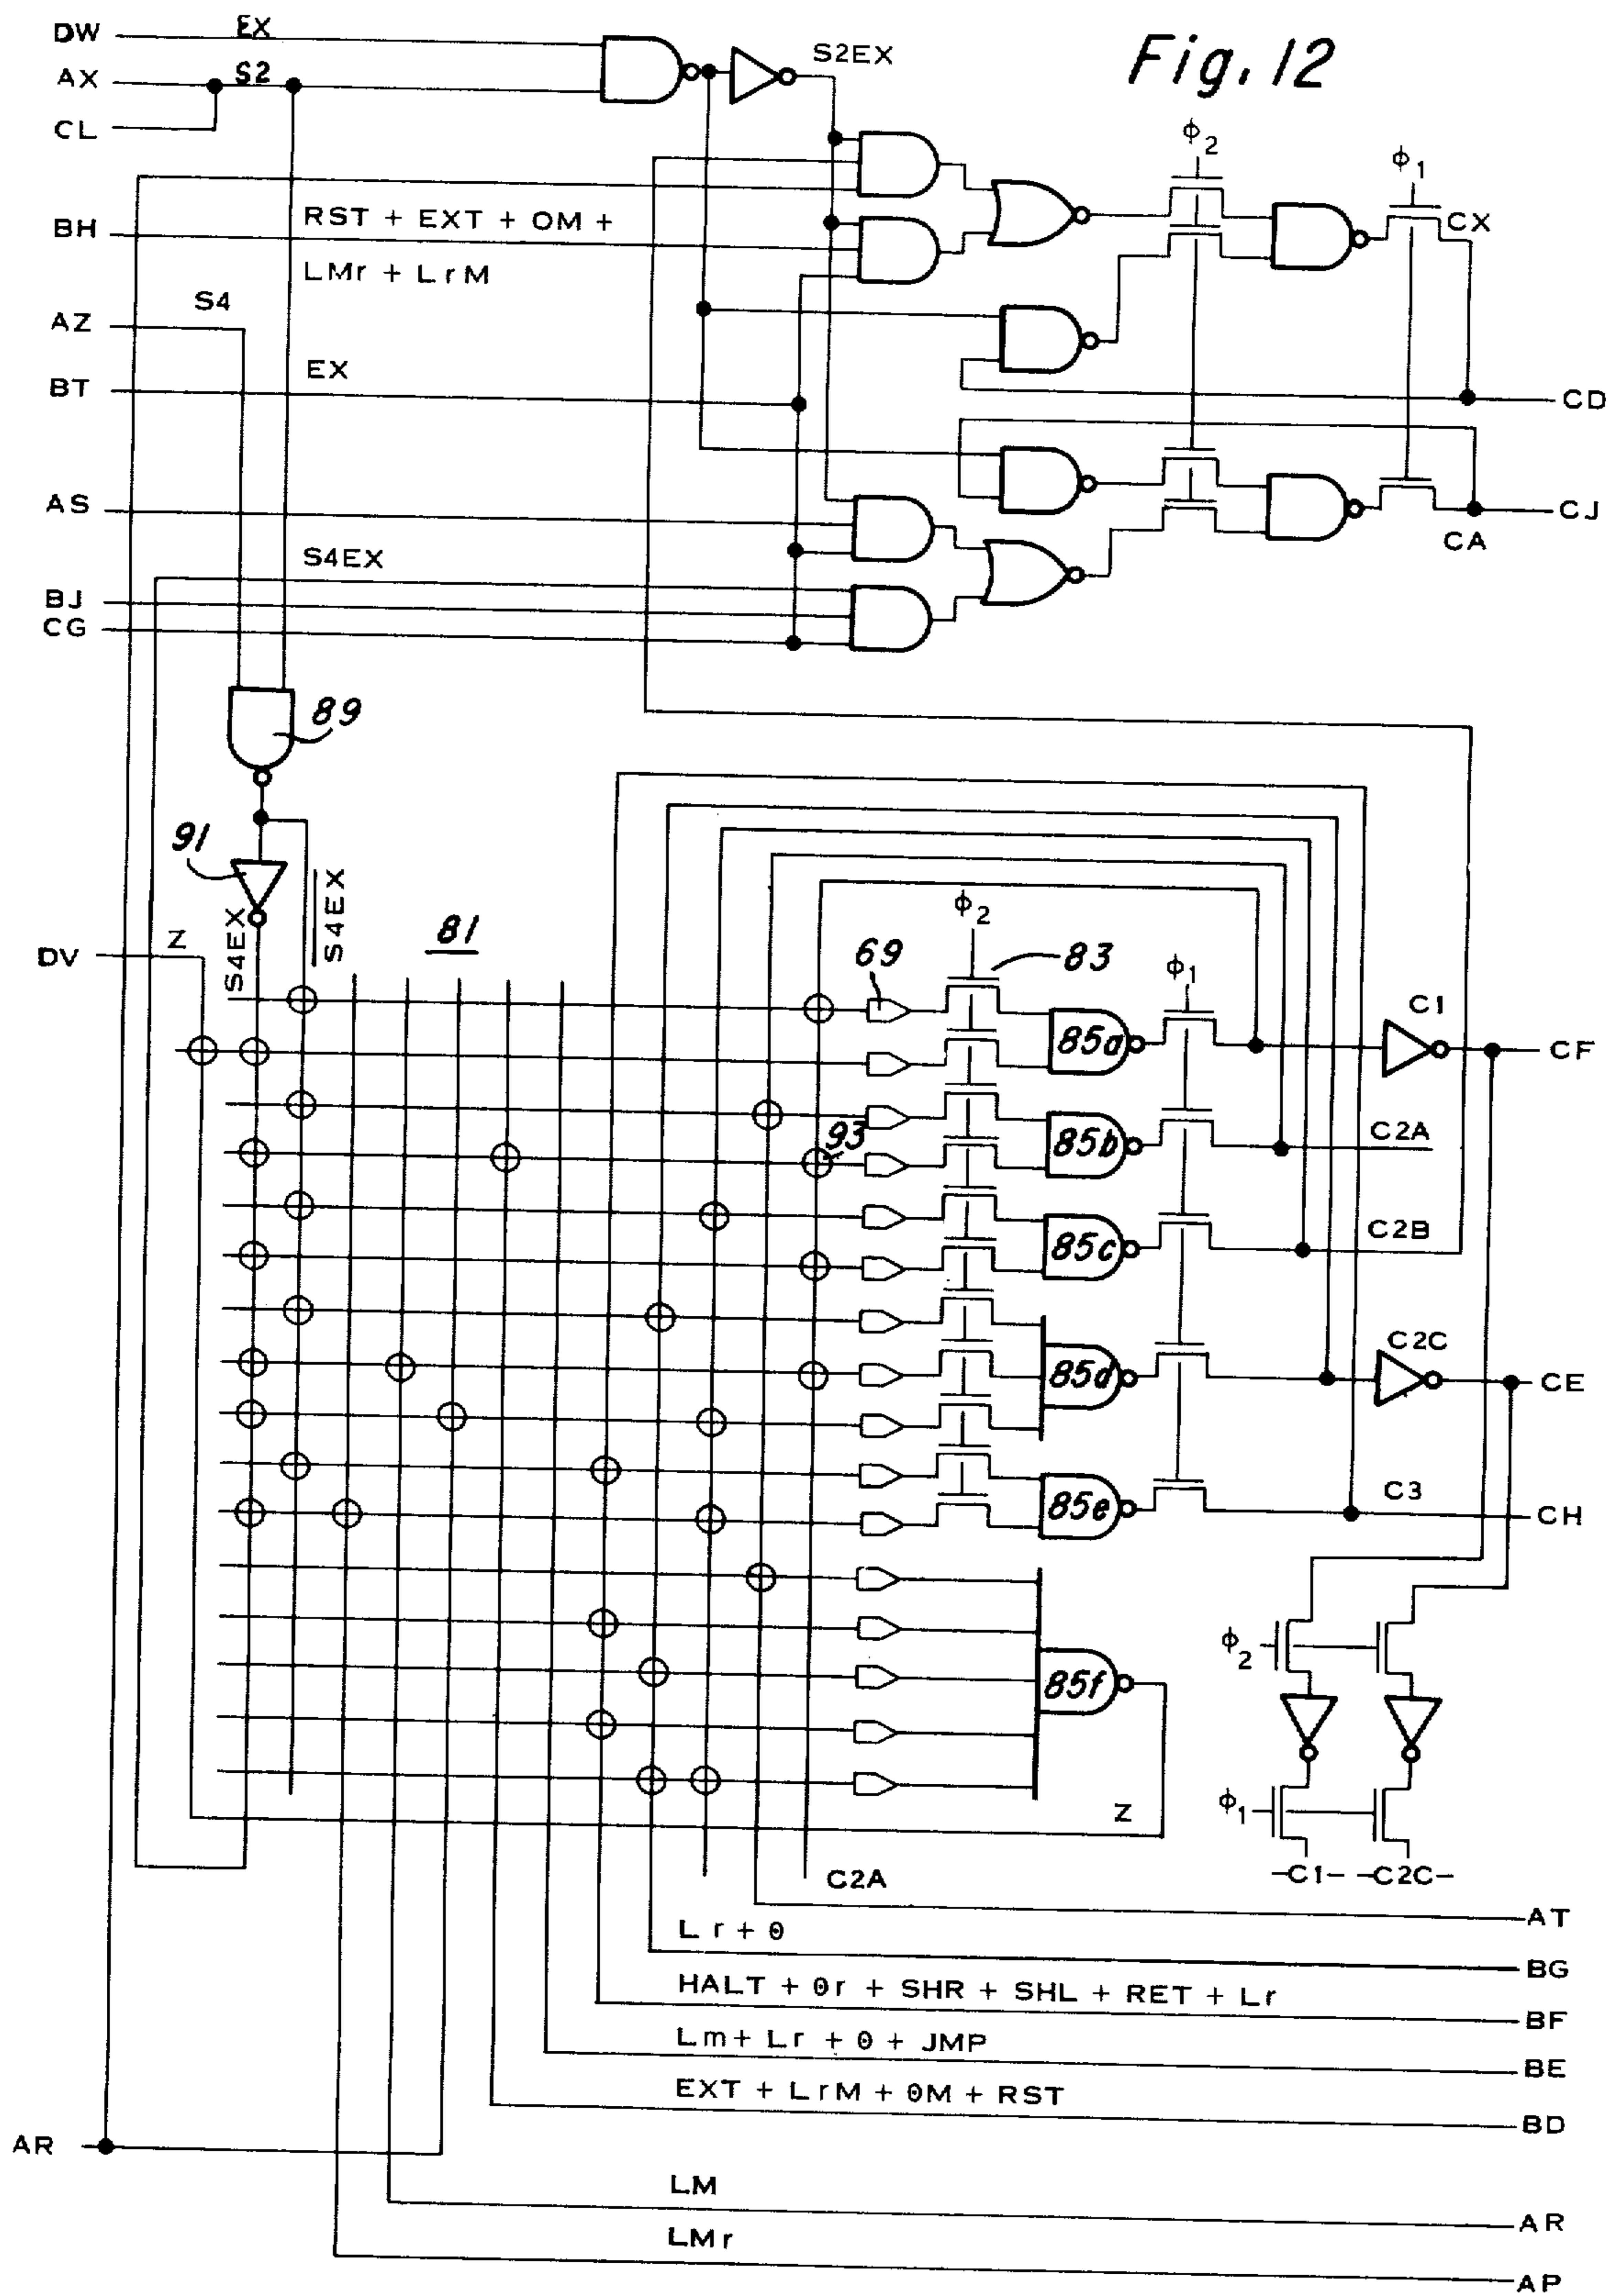 Fig. 12
DW EX
AX S2
CL
S2EX
ϕ2
ϕ1
CX
BH RST + EXT + OM +
LMr + LrM
AZ S4
BT EX
CD
AS
CJ
CA
S4EX
BJ
CG
89
91
S4EX
S4EX
81
DV Z
69
ϕ2
83
ϕ1
85a
C1
CF
93
85b
C2A
85c
C2B
85d
C2C
CE
85e
C3
CH
85f
Z
ϕ2
ϕ1
-C1- -C2C-
C2A
AT
Lr + θ
BG
HALT + θr + SHR + SHL + RET + Lr
BF
Lm + Lr + θ + JMP
BE
EXT + LrM + θM + RST
BD
AR
LM
AR
LMr
AP